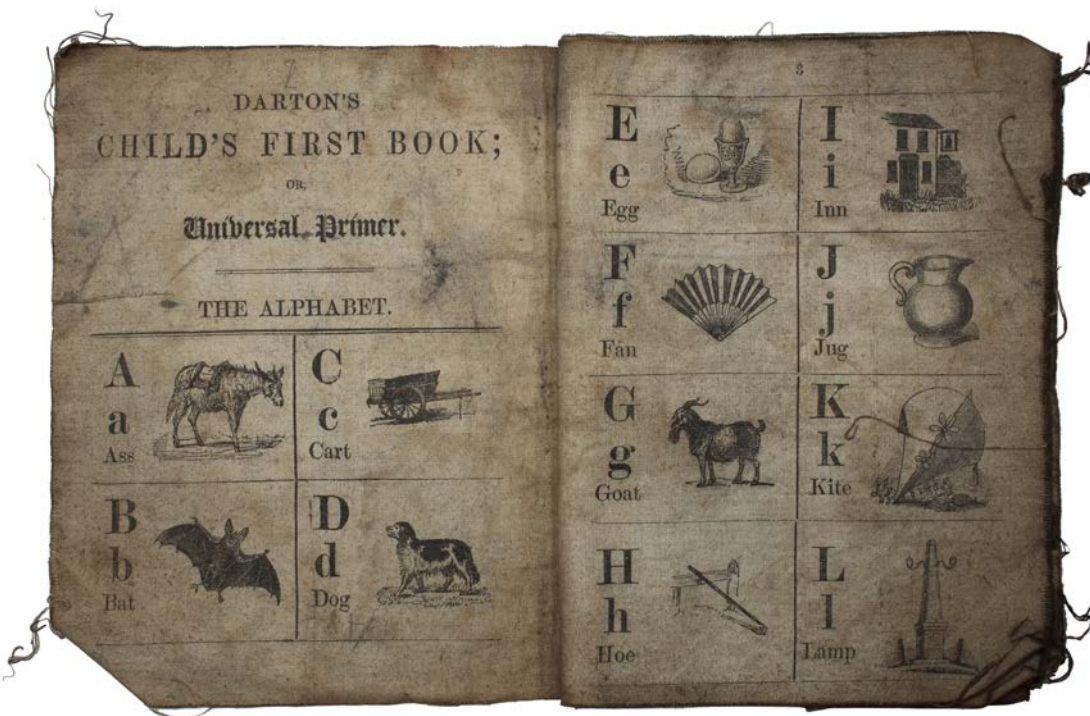 DARTON'S
CHILD'S FIRST BOOK;
OR,
Universal Primer.
THE ALPHABET.
A
a
Ass
B
b
Bat
C
c
Cart
D
d
Dog
3
E
e
Egg
F
f
Fan
G
g
Goat
H
h
Hoe
I
i
Inn
J
j
Jug
K
k
Kite
L
l
Lamp